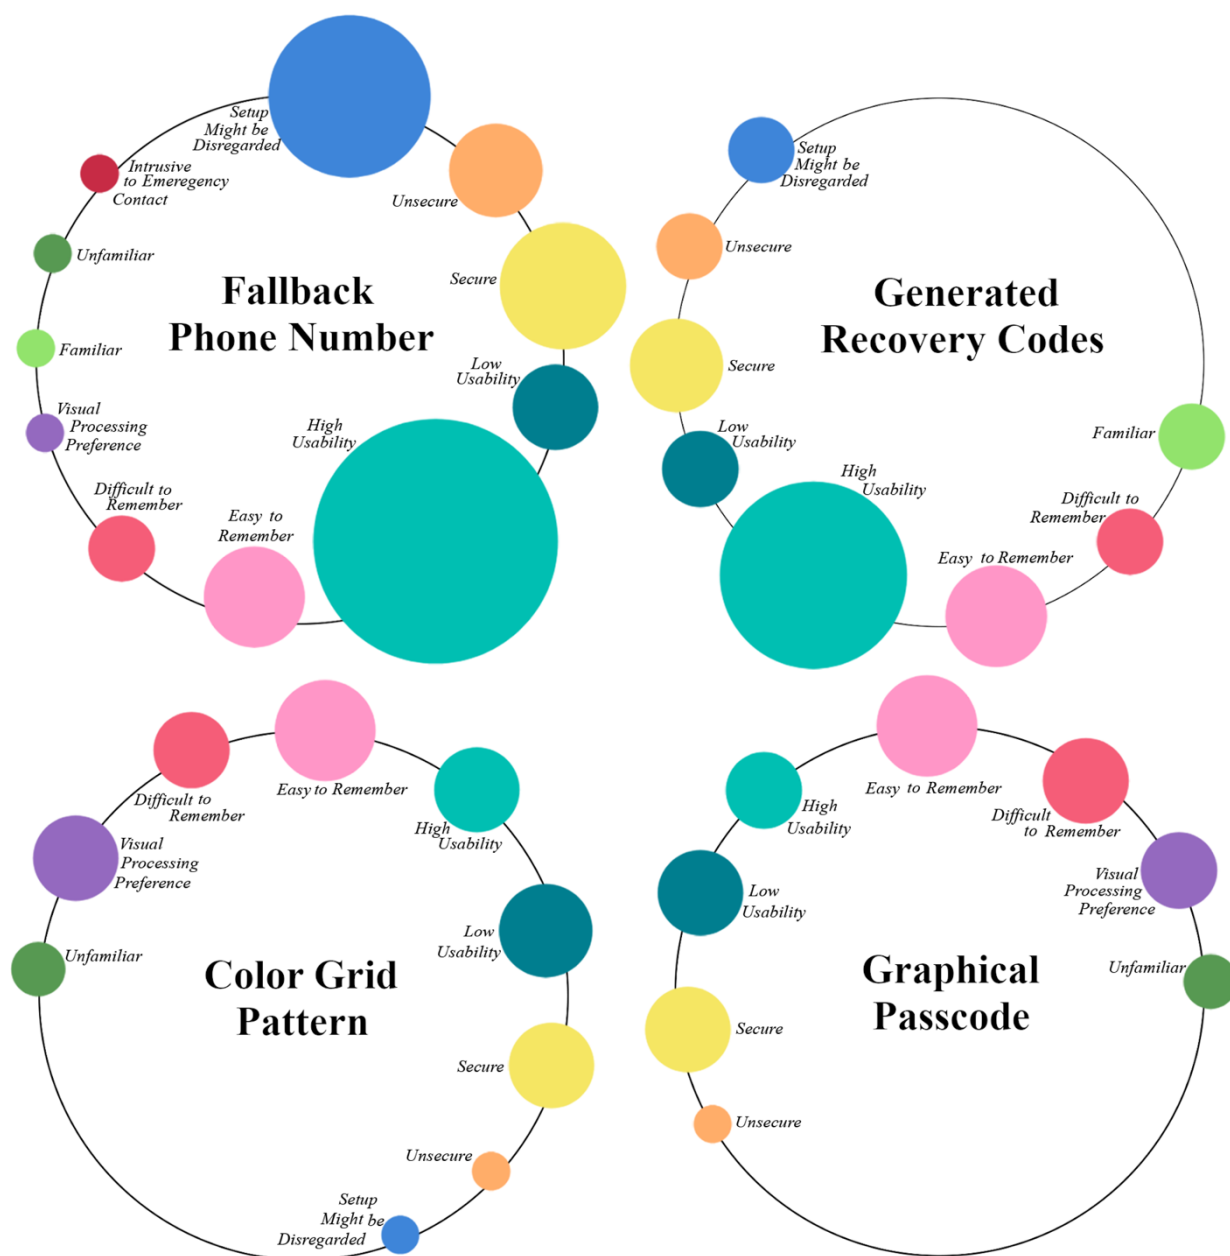 Setup
Might be
Disregarded
Intrusive
to Emeregency
Contact
Unsecure
Unfamiliar
Secure
Fallback
Phone Number
Familiar
Low
Usability
Visual
Processing
Preference
High
Usability
Difficult to
Remember
Easy to
Remember
Setup
Might be
Disregarded
Unsecure
Generated
Recovery Codes
Secure
Low
Usability
Familiar
High
Usability
Difficult to
Remember
Easy to Remember
Easy to Remember
Difficult to
Remember
High
Usability
Visual
Processing
Preference
Low
Usability
Unfamiliar
Color Grid
Pattern
Secure
Unsecure
Setup
Might be
Disregarded
Easy to Remember
High
Usability
Difficult
to Remember
Visual
Processing
Preference
Low
Usability
Unfamiliar
Graphical
Passcode
Secure
Unsecure